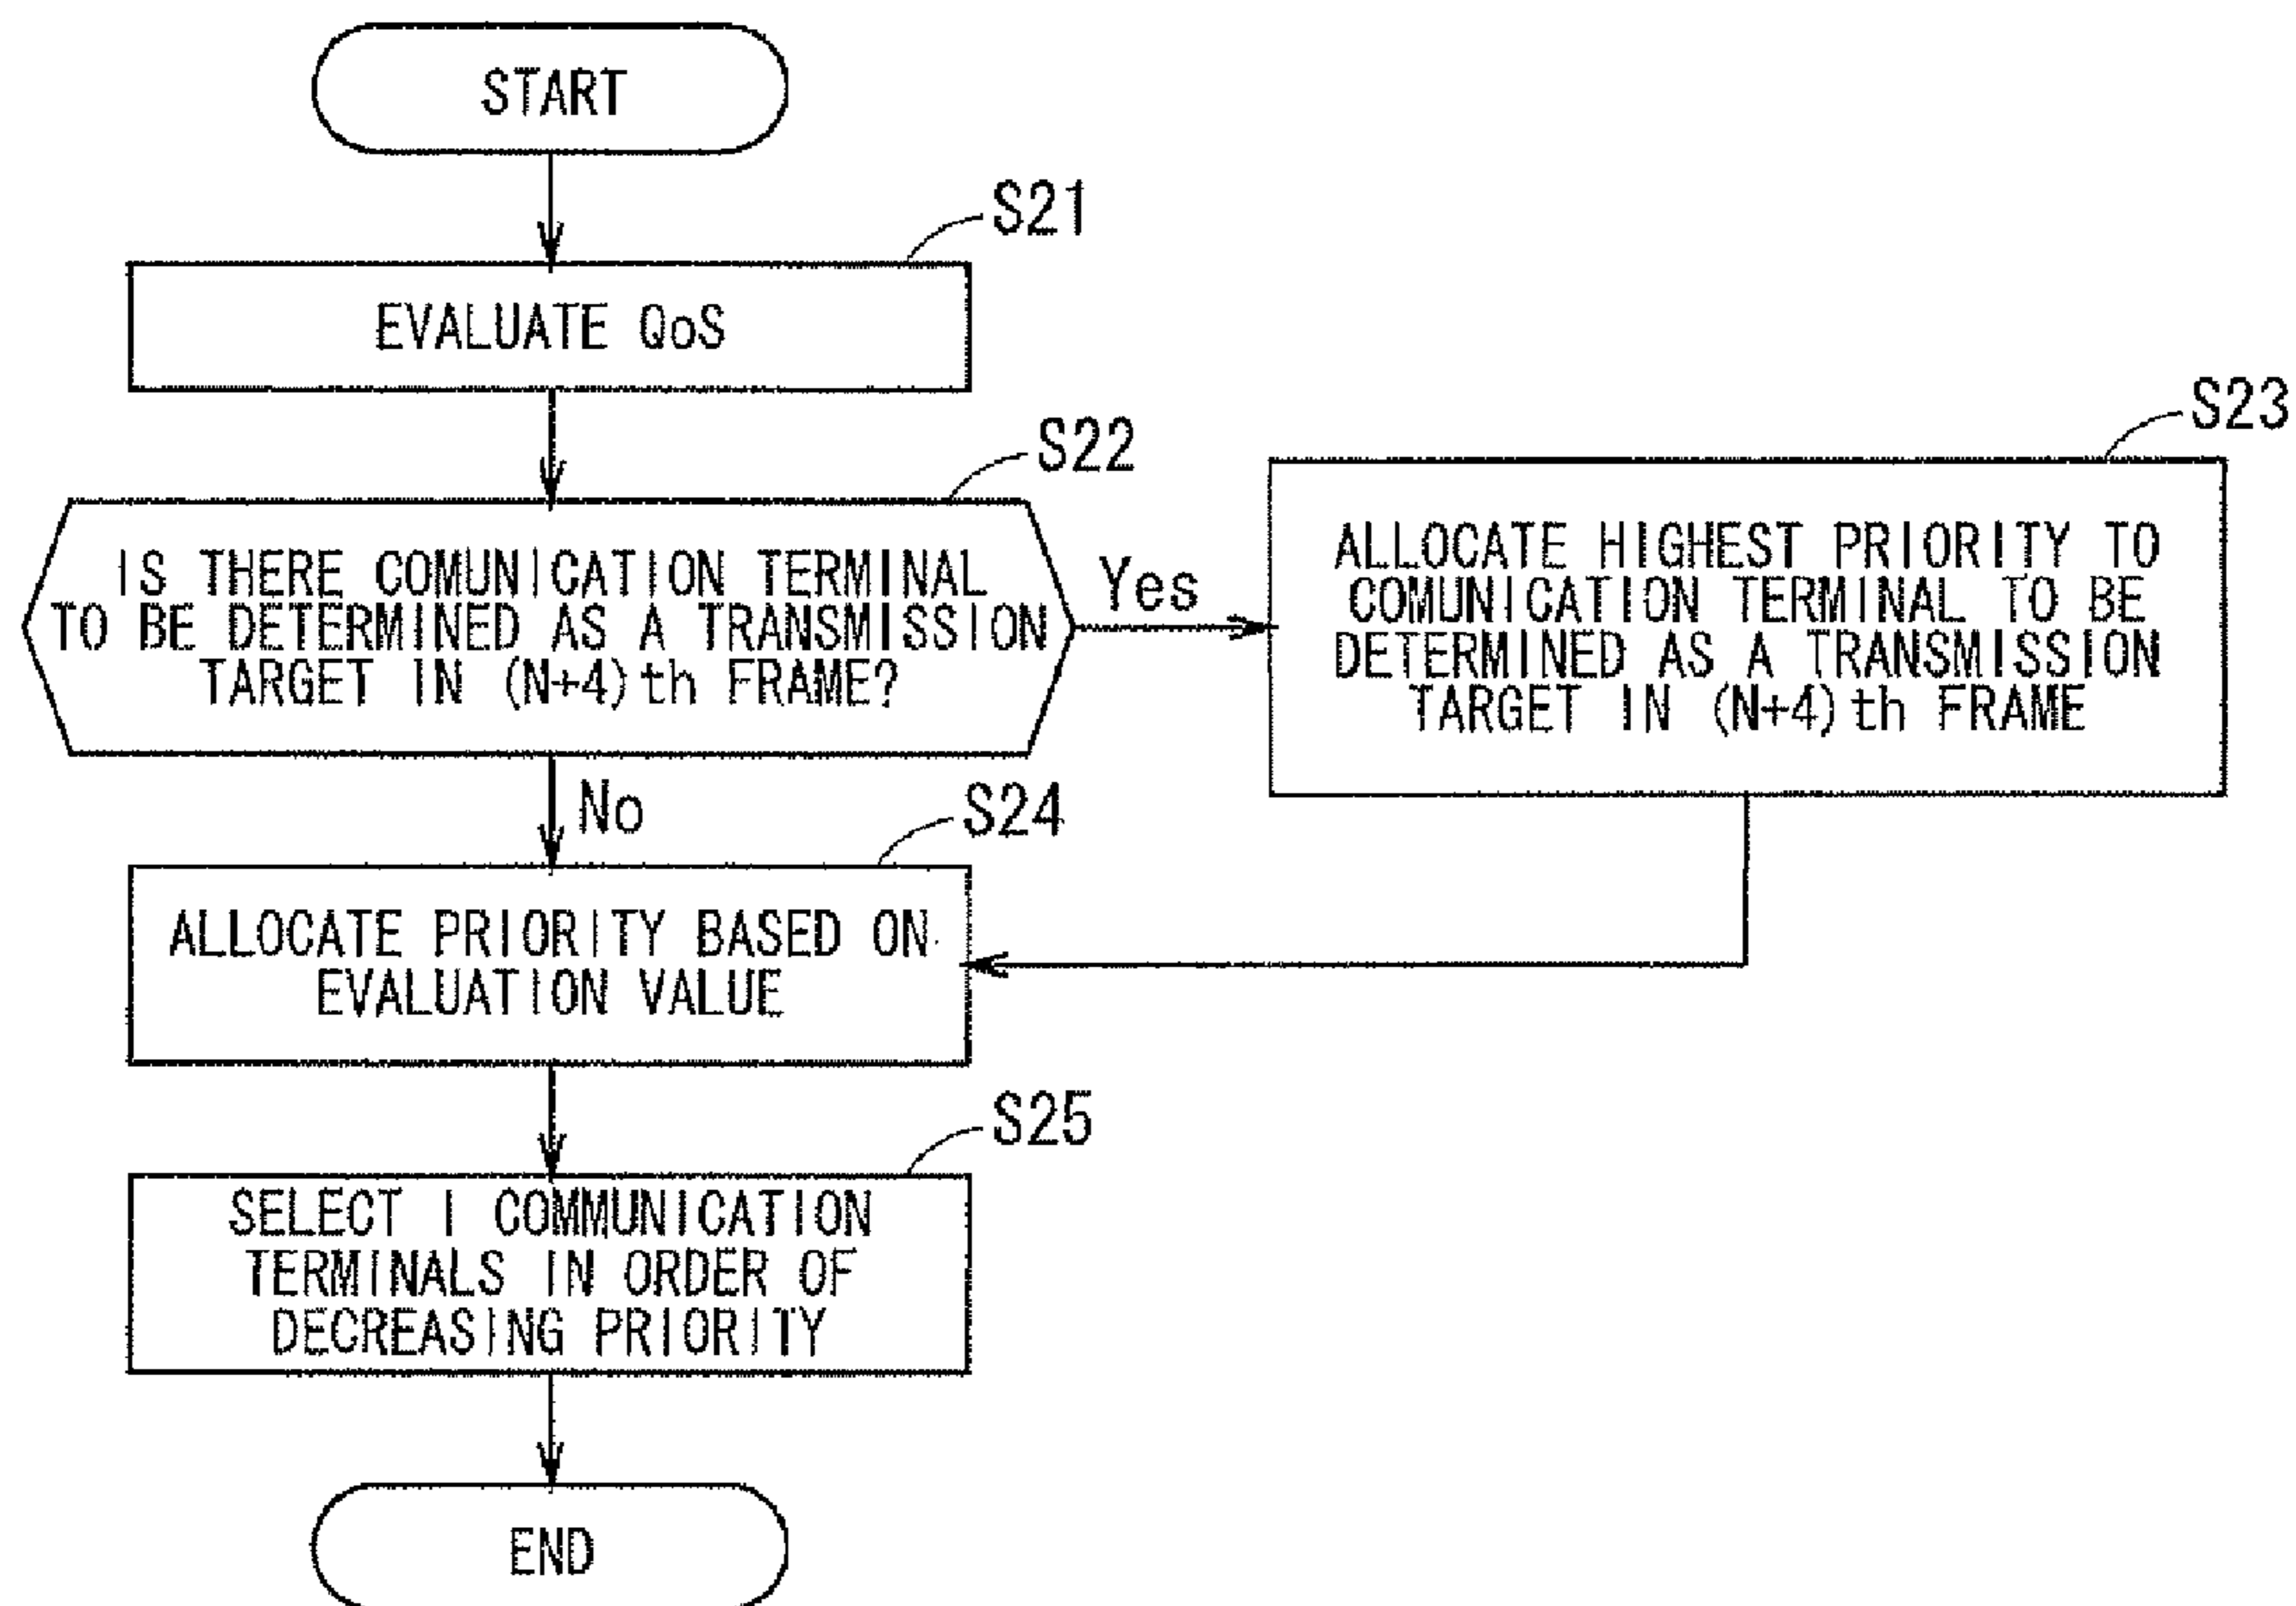 START
S21
EVALUATE QoS
S22
IS THERE COMUNICATION TERMINAL
TO BE DETERMINED AS A TRANSMISSION
TARGET IN (N+4)th FRAME?
Yes
S23
ALLOCATE HIGHEST PRIORITY TO
COMUNICATION TERMINAL TO BE
DETERMINED AS A TRANSMISSION
TARGET IN (N+4)th FRAME
No
S24
ALLOCATE PRIORITY BASED ON
EVALUATION VALUE
S25
SELECT I COMMUNICATION
TERMINALS IN ORDER OF
DECREASING PRIORITY
END